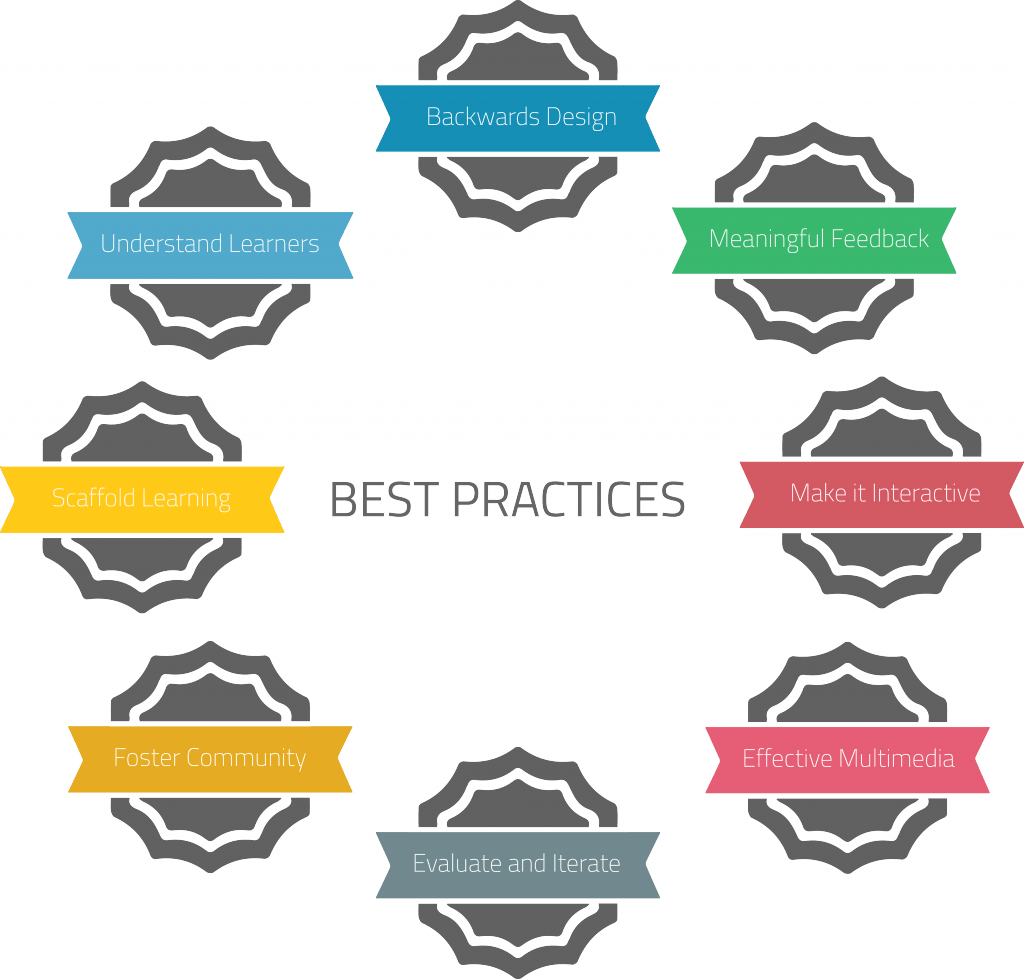 Backwards Design
Meaningful Feedback
Understand Learners
Make it Interactive
Scaffold Learning
BEST PRACTICES
Foster Community
Effective Multimedia
Evaluate and Iterate